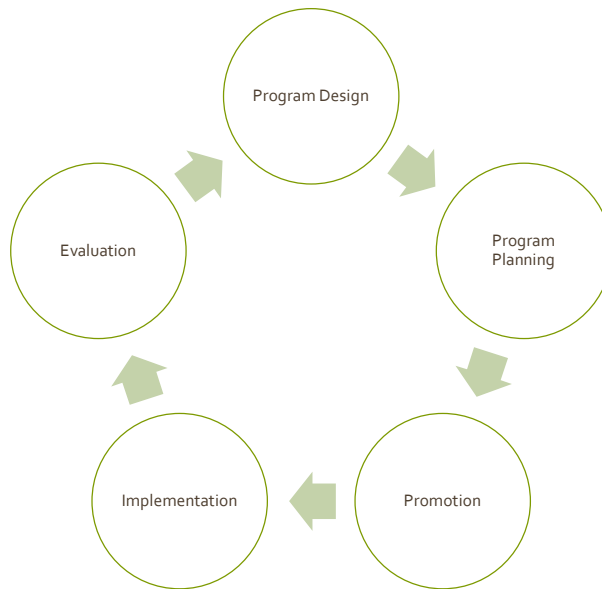 Program Design
Program
Planning
Promotion
Implementation
Evaluation